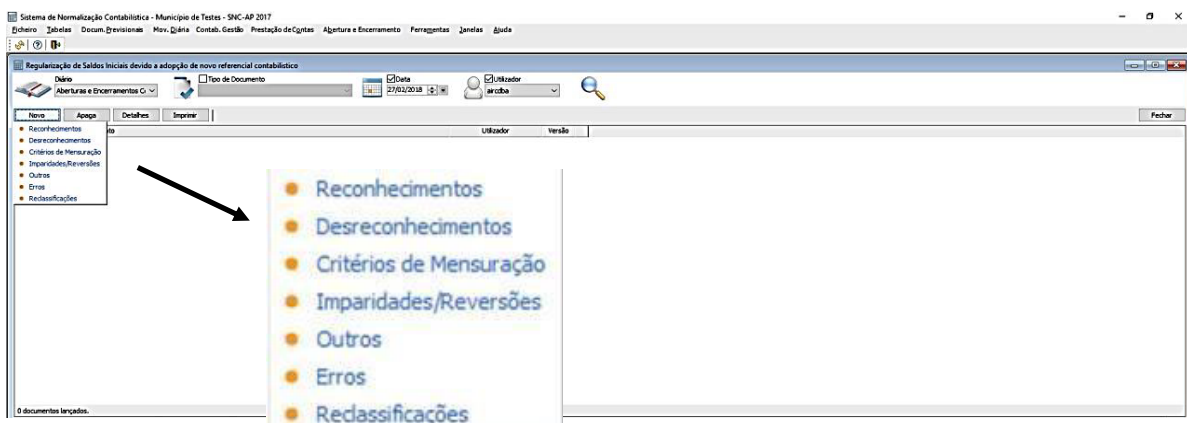 Sistema de Normalização Contabilística - Município de Testes - SNC-AP 2017
Ficheiro Tabelas Docum. Previsionais Mov. Diária Contab. Gestão Prestação de Contas Abertura e Encerramento Ferramentas Janelas Ajuda
Regularização de Saldos Iniciais devido a adopção de novo referencial contabilístico
Diário Tipo de Documento Data Utilizador
Aberturas e Encerramentos C 27/02/2018 aircdba
Novo Apaga Detalhes Imprimir Fechar
Utilizador Versão
Reconhecimentos
Desreconhecimentos
Critérios de Mensuração
Imparidades/Reversões
Outros
Erros
Reclassificações
Reconhecimentos
Desreconhecimentos
Critérios de Mensuração
Imparidades/Reversões
Outros
Erros
Reclassificações
0 documentos lançados.